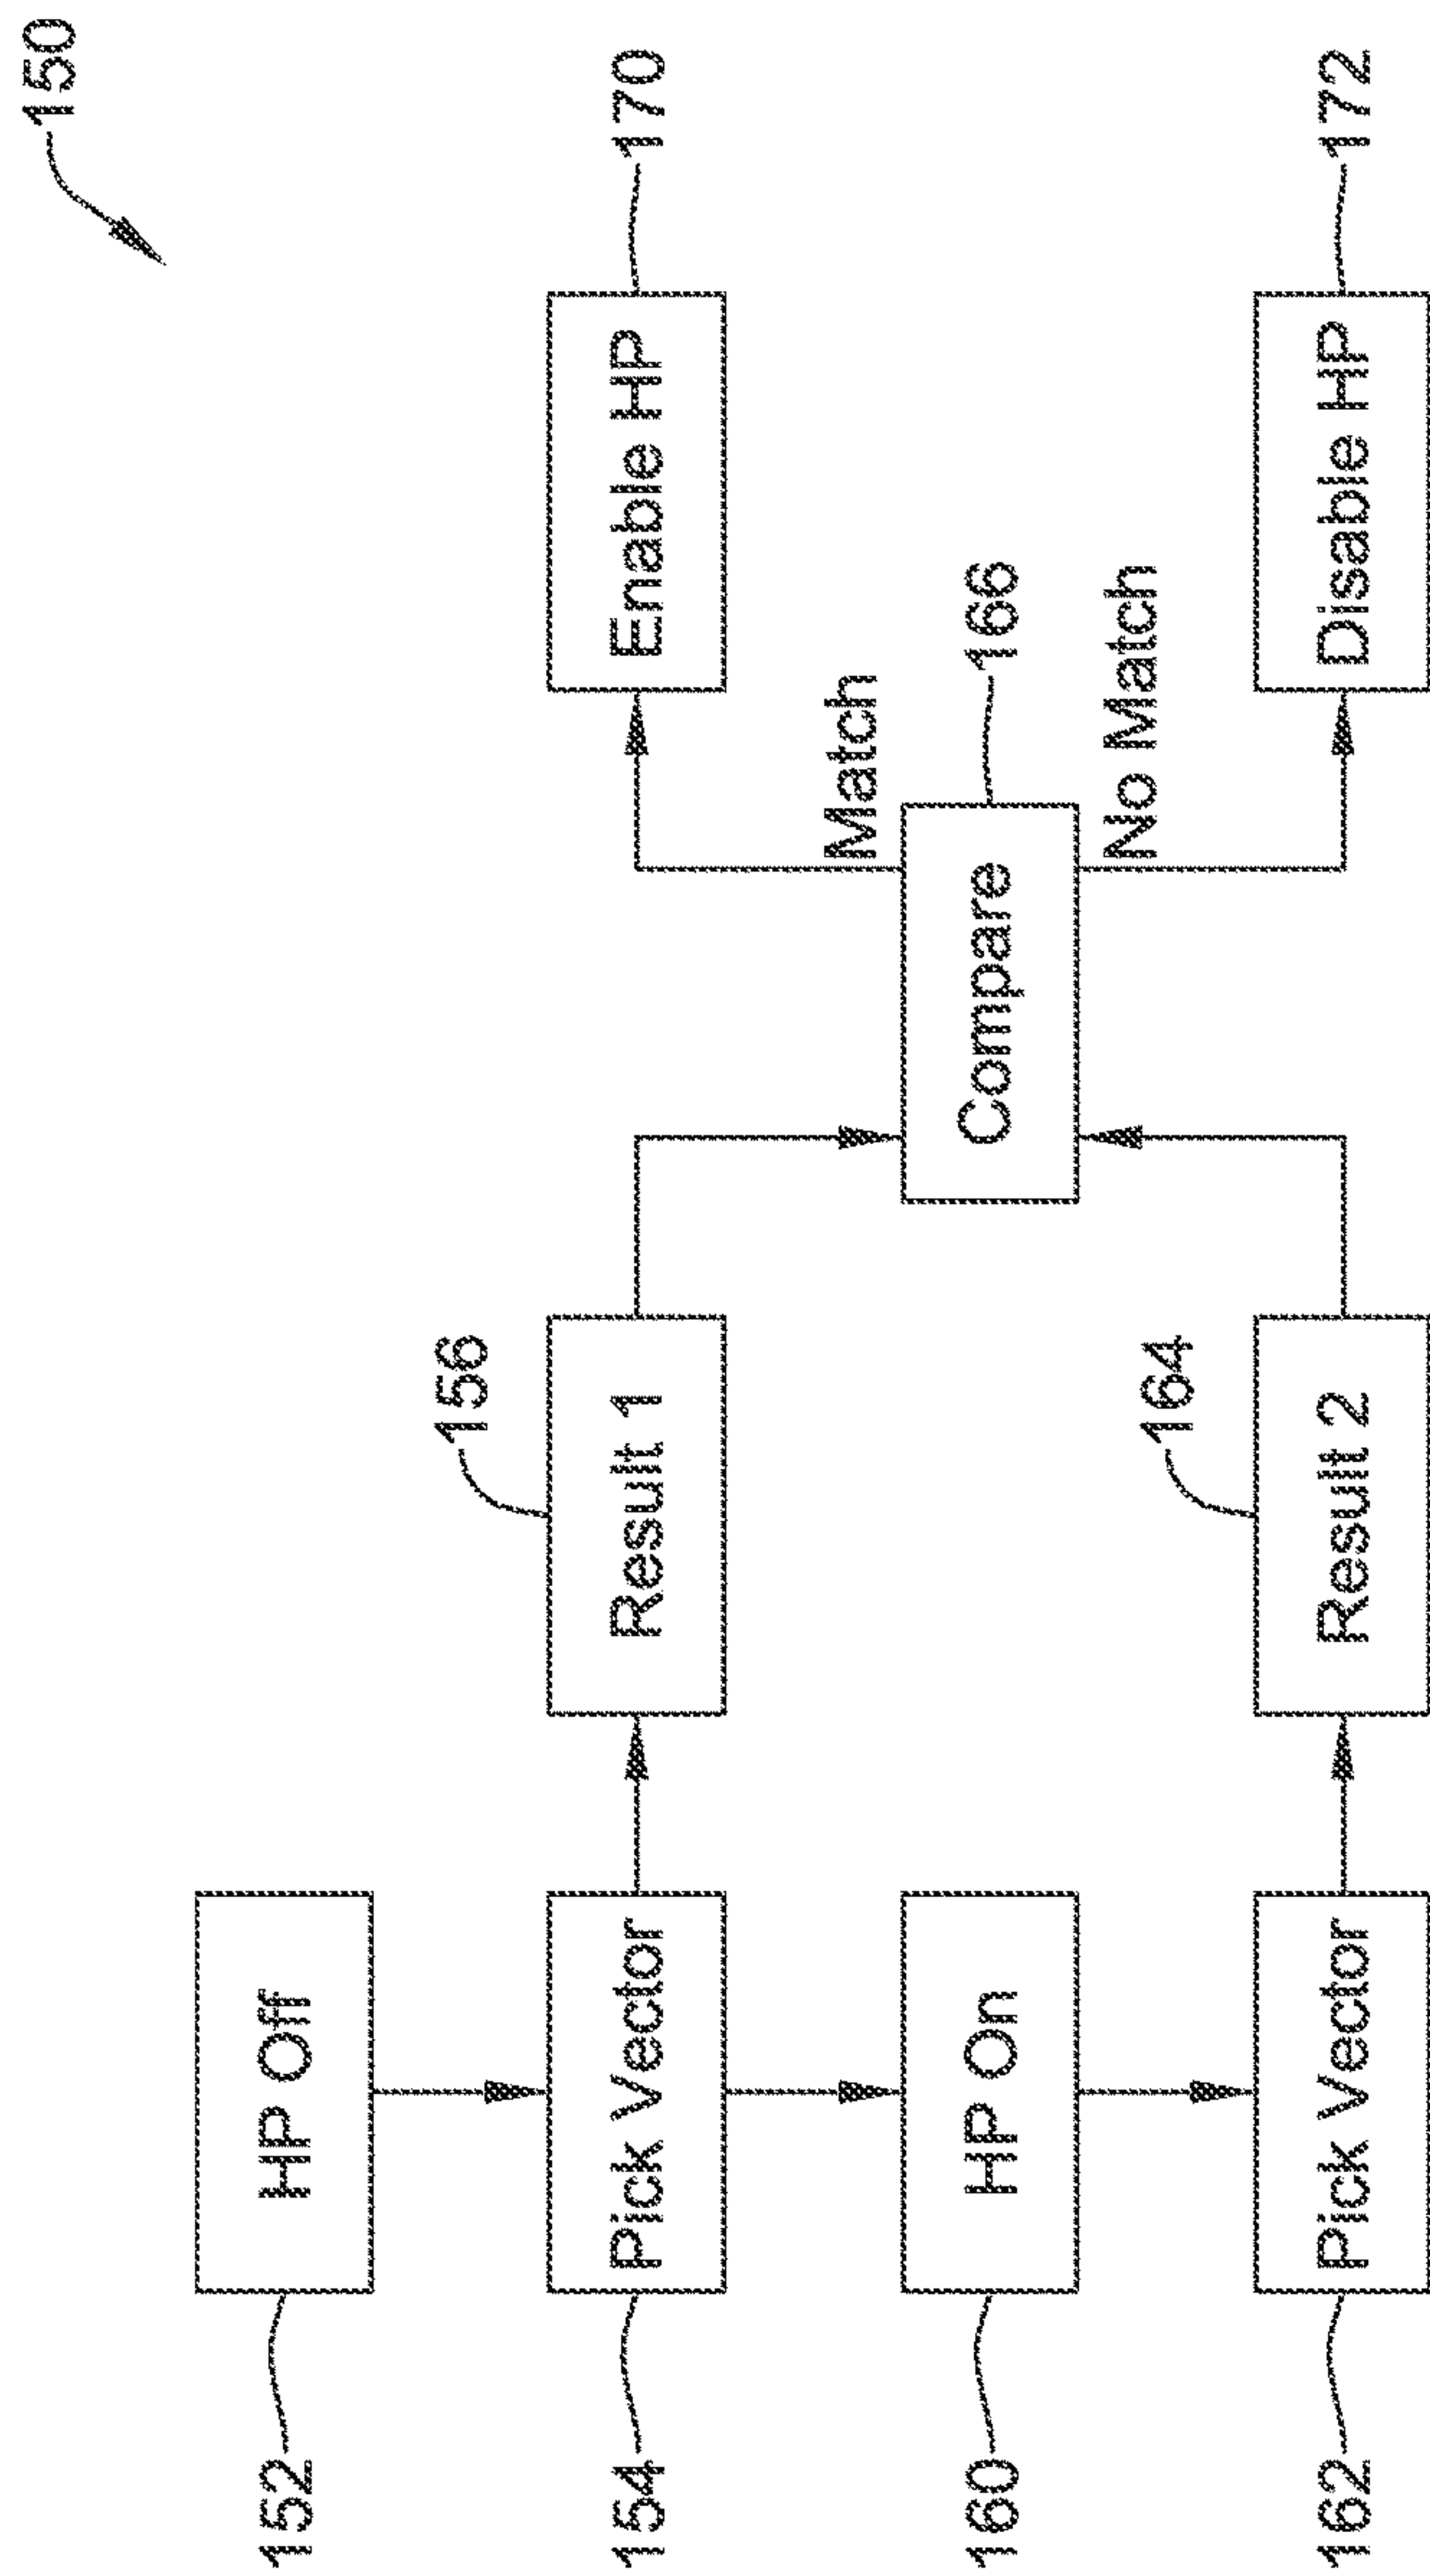 150
152
HP Off
154
Pick Vector
156
Result 1
Enable HP
170
160
HP On
Match
Compare
166
No Match
162
Pick Vector
164
Result 2
Disable HP
172